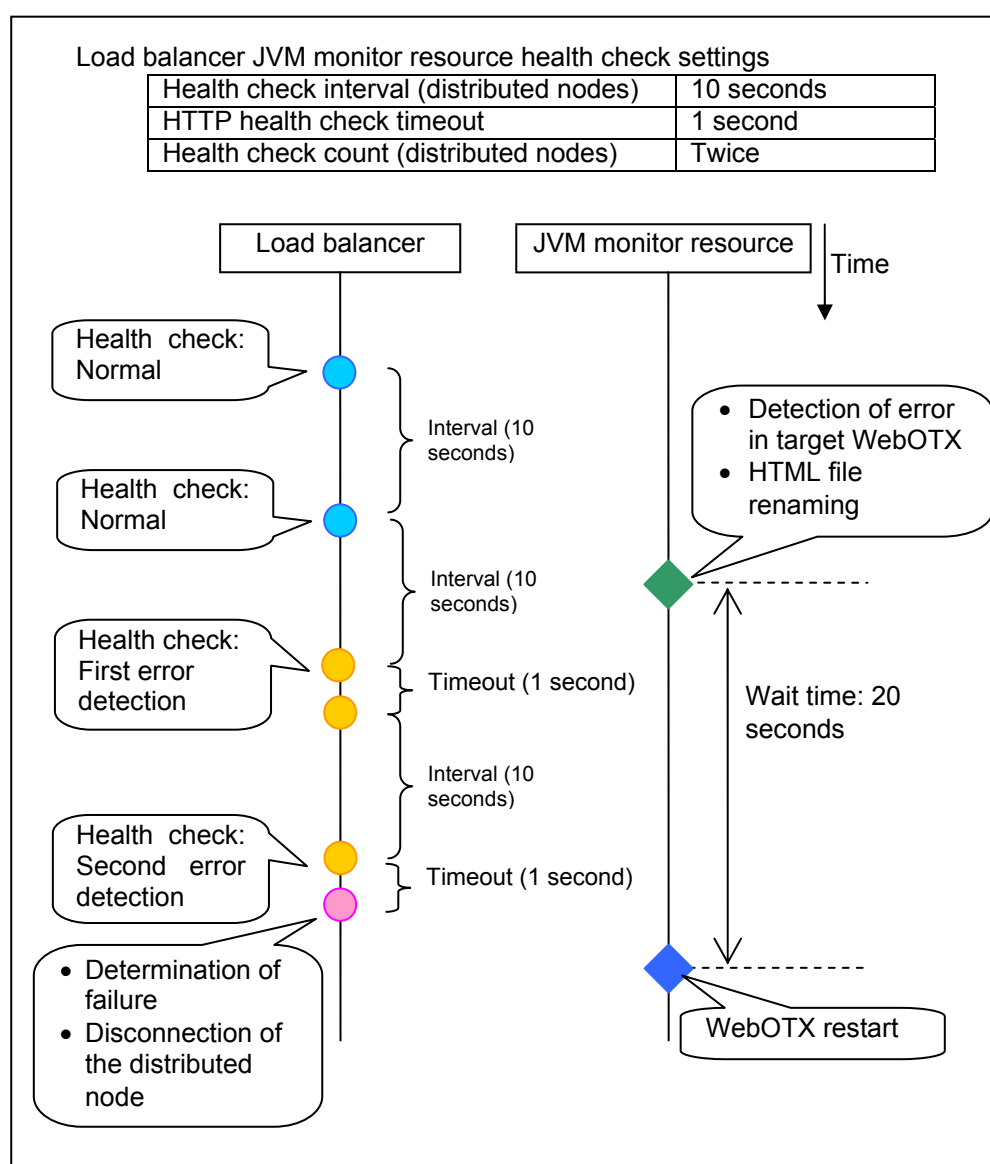 Load balancer JVM monitor resource health check settings
Health check interval (distributed nodes) 10 seconds
HTTP health check timeout 1 second
Health check count (distributed nodes) Twice
Load balancer
JVM monitor resource
Time
Health check:
Normal
Interval (10
seconds)
• Detection of error
in target WebOTX
• HTML file
renaming
Health check:
Normal
Interval (10
seconds)
Health check:
First error
detection
Timeout (1 second)
Wait time: 20
seconds
Interval (10
seconds)
Health check:
Second error
detection
Timeout (1 second)
• Determination of
failure
• Disconnection of
the distributed
node
WebOTX restart